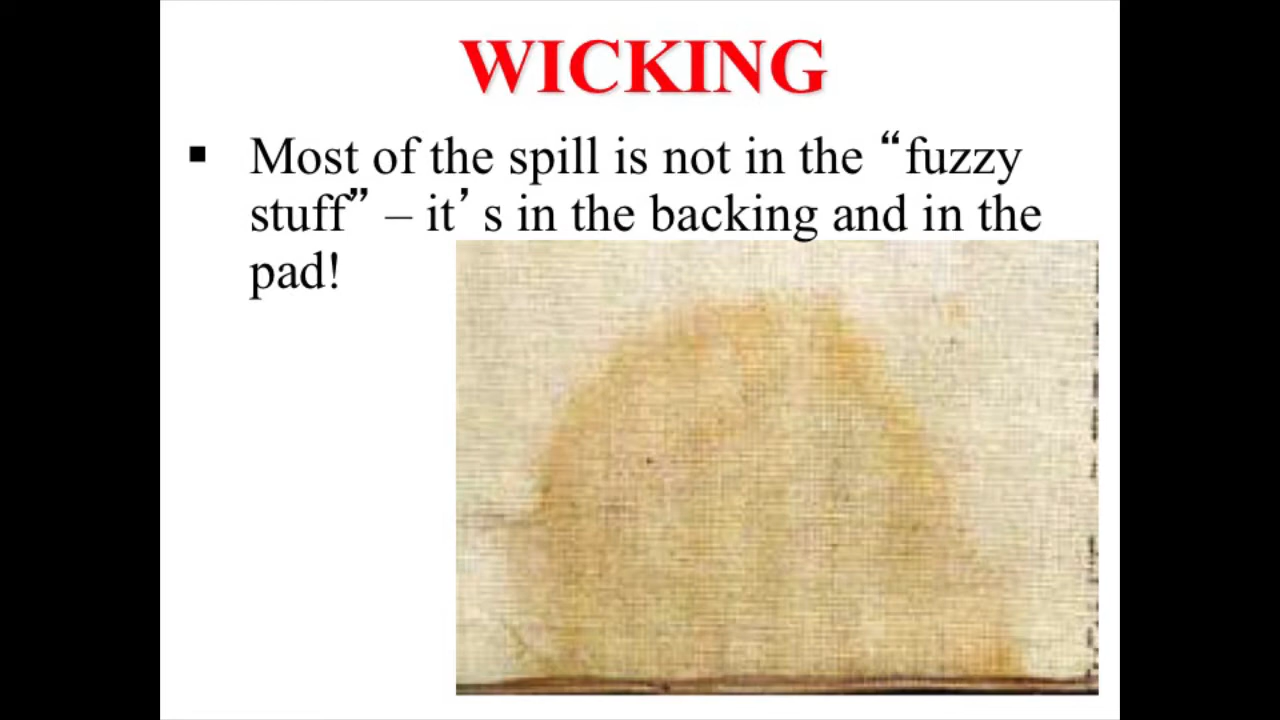 WICKING
▪ Most of the spill is not in the “fuzzy
stuff” – it’s in the backing and in the
pad!